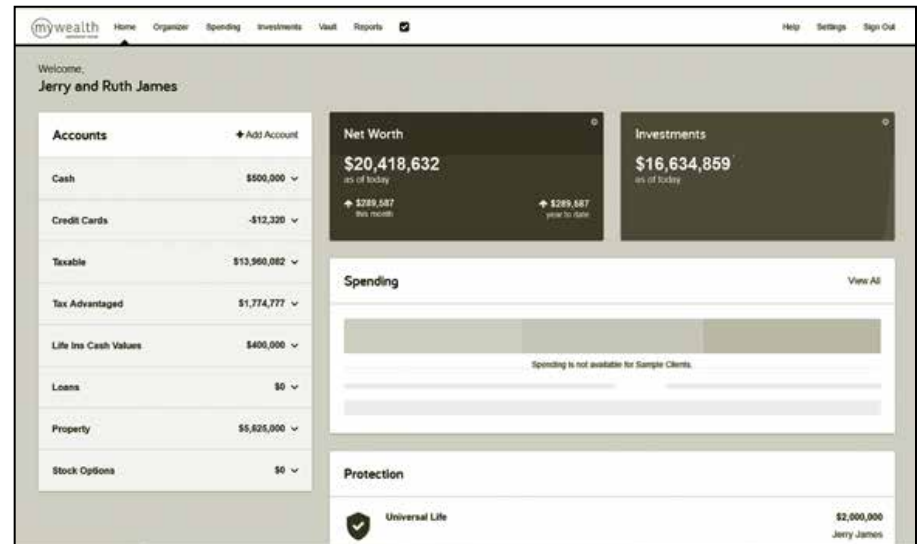 mywealth Home Organizer Spending Investments Vault Reports Help Settings Sign Out
Welcome,
Jerry and Ruth James
Accounts +Add Account
Cash $500,000
Credit Cards -$12,320
Taxable $13,960,082
Tax Advantaged $1,774,777
Life Ins Cash Values $400,000
Loans $0
Property $5,625,000
Stock Options $0
Net Worth
$20,418,632
as of today
$289,587 $289,587
this month year to date
Investments
$16,634,859
as of today
Spending View All
Spending is not available for Sample Clients.
Protection
Universal Life $2,000,000
Jerry James